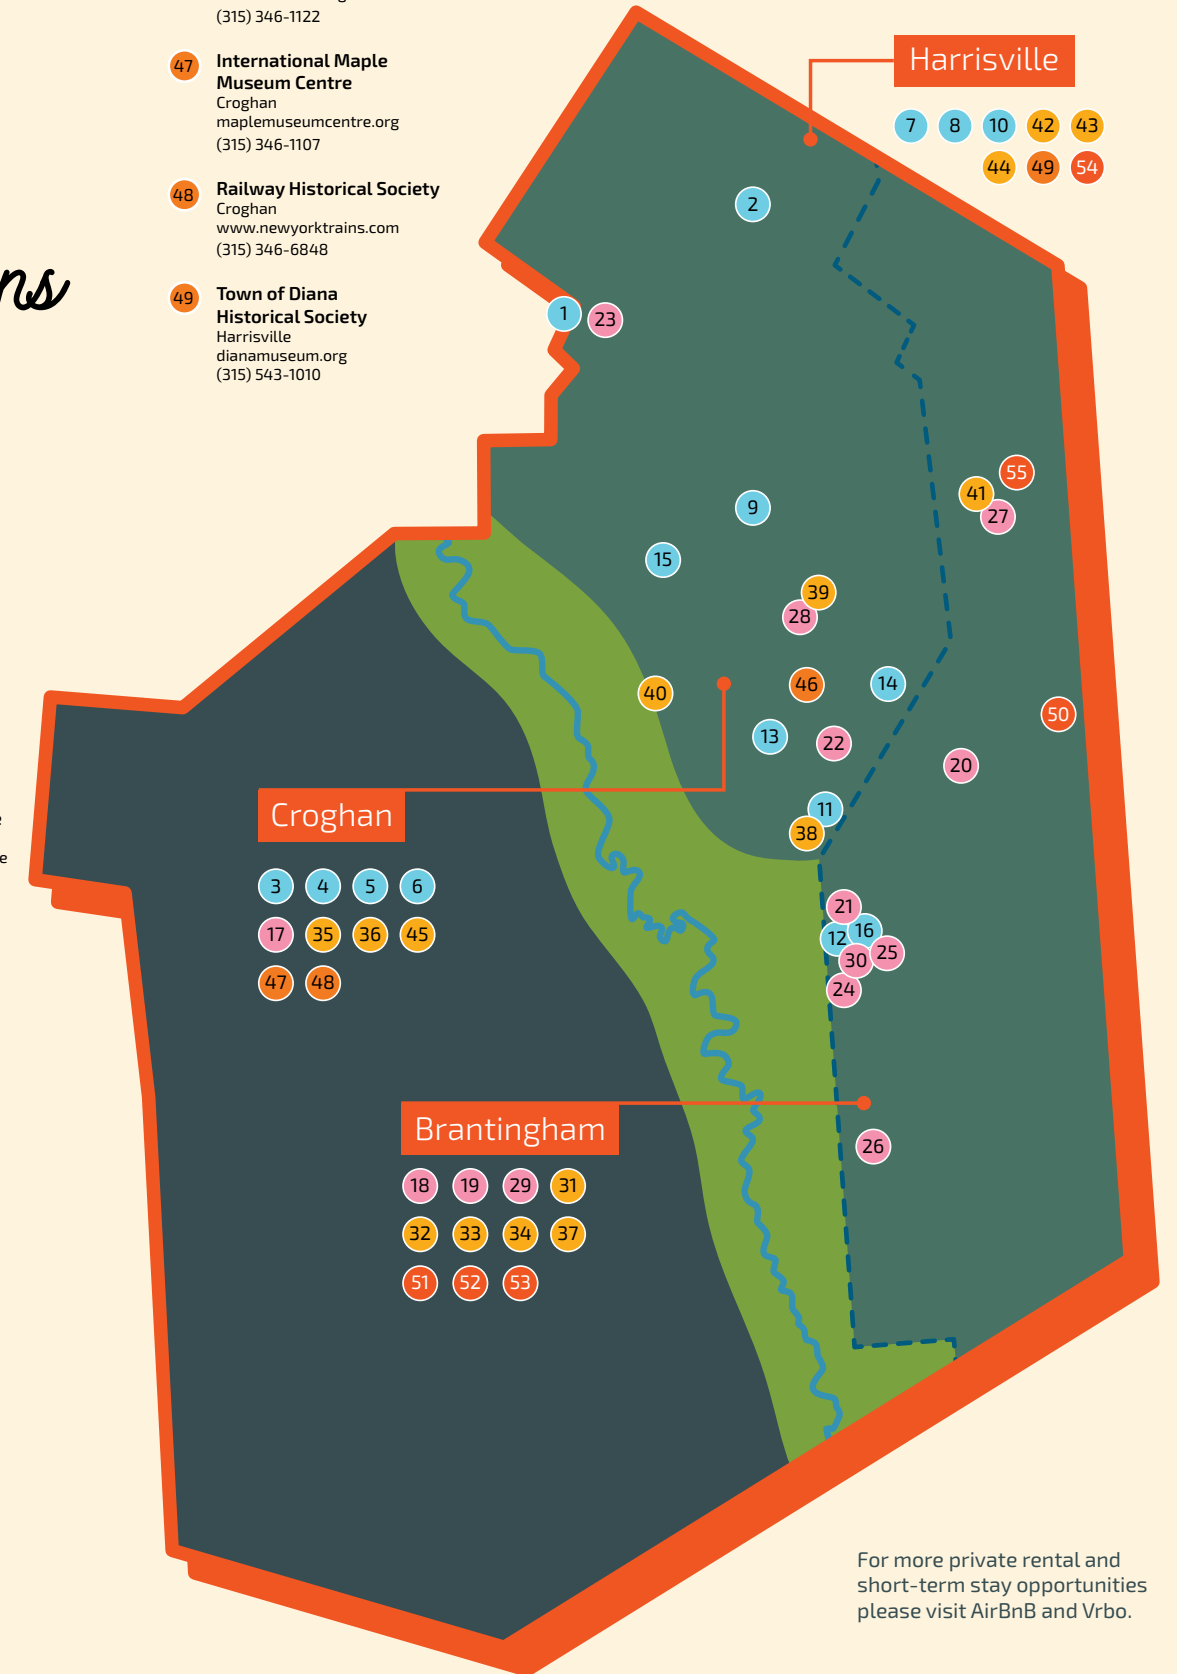 (315) 346-1122
47
International Maple
Museum Centre
Croghan
maplemuseumcentre.org
(315) 346-1107
48
Railway Historical Society
Croghan
www.newyorktrains.com
(315) 346-6848
ns
49
Town of Diana
Historical Society
Harrisville
dianamuseum.org
(315) 543-1010
Harrisville
7 8 10 42 43
44 49 54
2
1 23
55
41
27
9
15
39
28
40
46
14
50
13
22
20
11
38
Croghan
3 4 5 6
17 35 36 45
47 48
21
16
12
25
30
24
Brantingham
18 19 29 31
32 33 34 37
51 52 53
26
For more private rental and
short-term stay opportunities
please visit AirBnB and Vrbo.